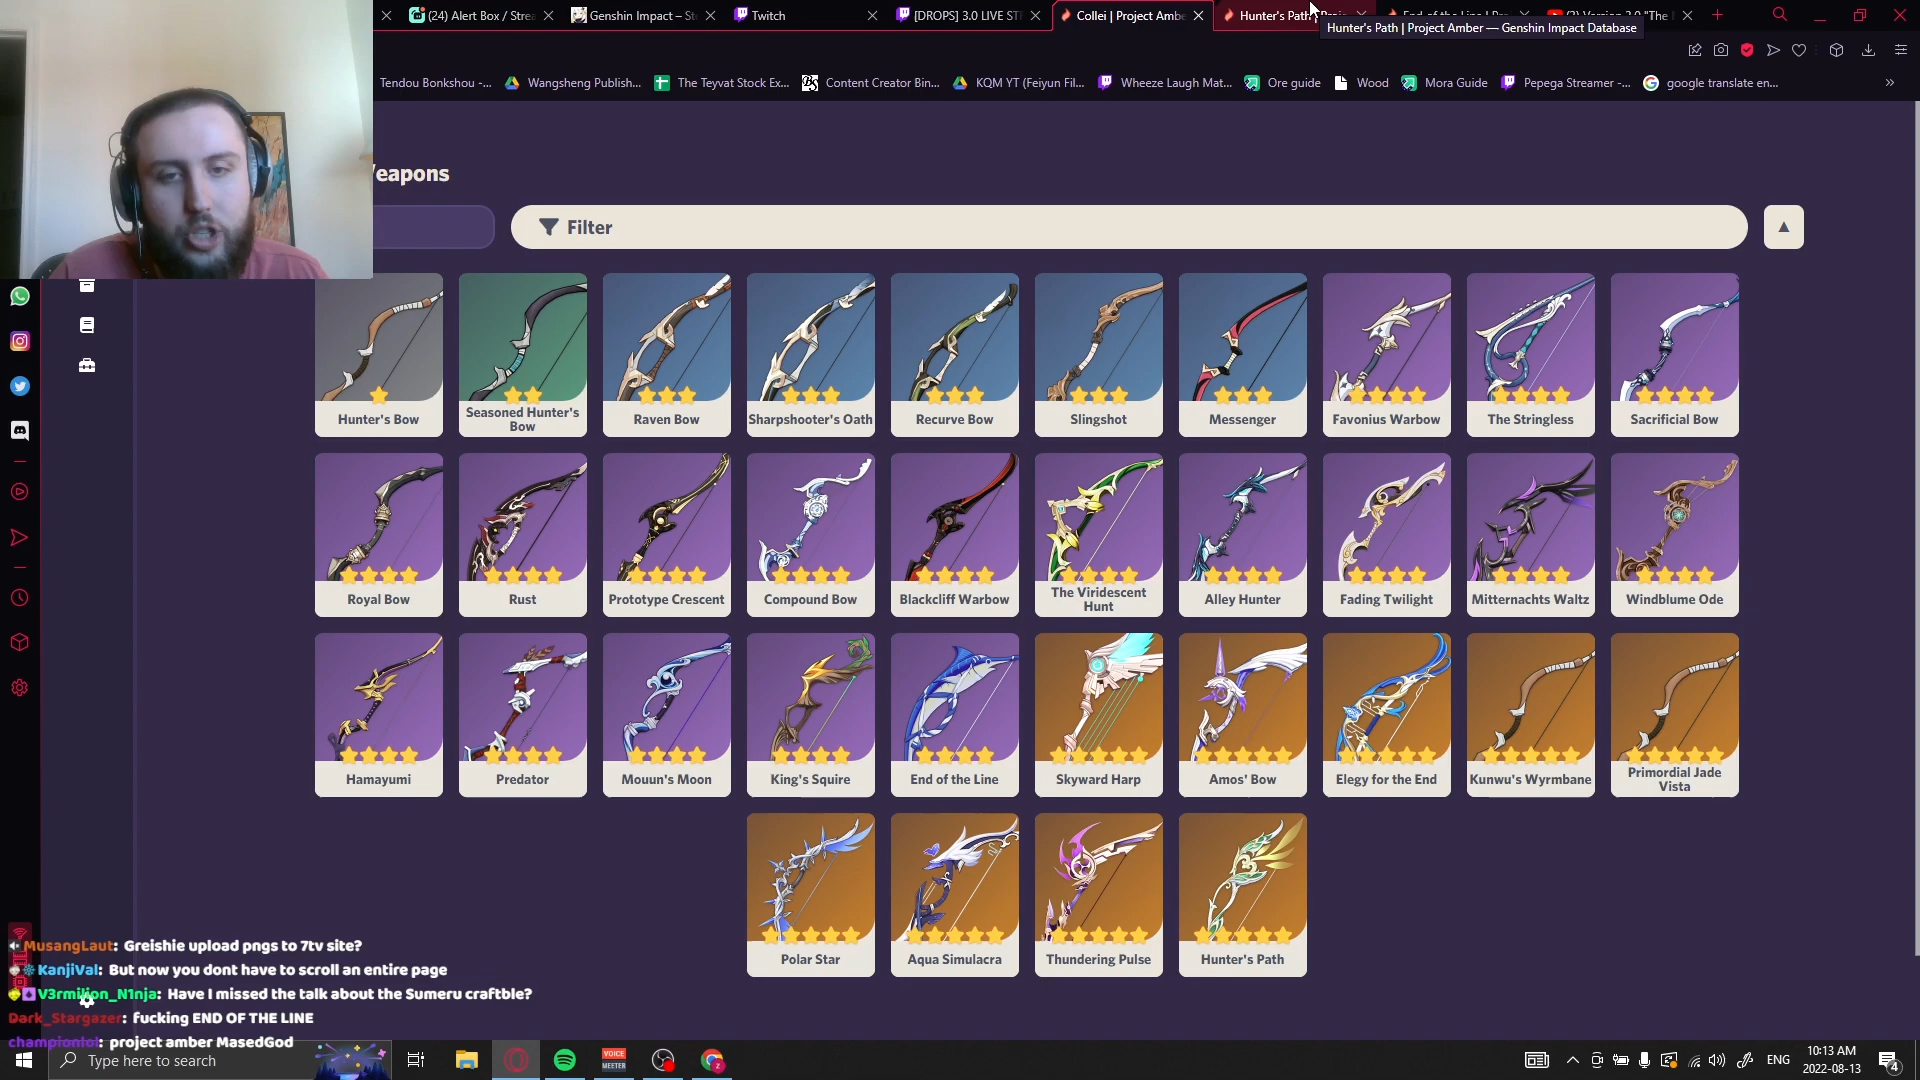 (24) Alert Box / Strea
Genshin Impact – St
Twitch
[DROPS] 3.0 LIVE STR
Collei | Project Ambe
Hunter's Path
Hunter's Path | Project Amber — Genshin Impact Database
Tendou Bonkshou -...
Wangsheng Publish...
The Teyvat Stock Ex...
Content Creator Bin...
KQM YT (Feiyun Fil...
Wheeze Laugh Mat...
Ore guide
Wood
Mora Guide
Pepega Streamer -...
google translate en...
eapons
Filter
Hunter's Bow
Seasoned Hunter's Bow
Raven Bow
Sharpshooter's Oath
Recurve Bow
Slingshot
Messenger
Favonius Warbow
The Stringless
Sacrificial Bow
Royal Bow
Rust
Prototype Crescent
Compound Bow
Blackcliff Warbow
The Viridescent Hunt
Alley Hunter
Fading Twilight
Mitternachts Waltz
Windblume Ode
Hamayumi
Predator
Mouun's Moon
King's Squire
End of the Line
Skyward Harp
Amos' Bow
Elegy for the End
Kunwu's Wyrmbane
Primordial Jade Vista
Polar Star
Aqua Simulacra
Thundering Pulse
Hunter's Path
MusangLaut: Greishie upload pngs to 7tv site?
KanjiVal: But now you dont have to scroll an entire page
V3rmilion_N1nja: Have I missed the talk about the Sumeru craftble?
Dark_Stargazer: fucking END OF THE LINE
championlol: project amber MasedGod
Type here to search
VOICE
MEETER
ENG
10:13 AM
2022-08-13
4